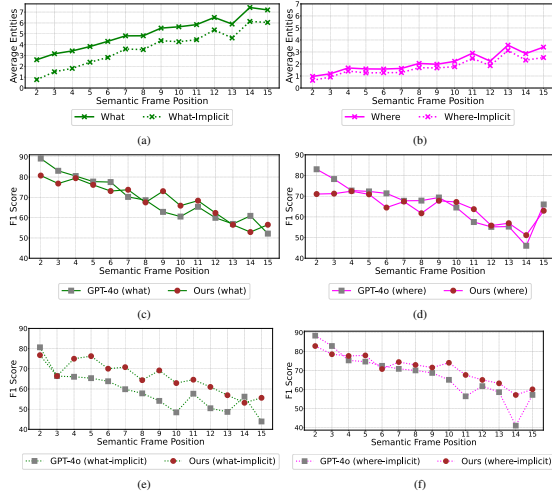 Average Entities
7
6
5
4
3
2
1
0
2 3 4 5 6 7 8 9 10 11 12 13 14 15
Semantic Frame Position
What What-Implicit
(a)
Average Entities
7
6
5
4
3
2
1
0
2 3 4 5 6 7 8 9 10 11 12 13 14 15
Semantic Frame Position
Where Where-Implicit
(b)
F1 Score
90
80
70
60
50
40
2 3 4 5 6 7 8 9 10 11 12 13 14 15
Semantic Frame Position
GPT-4o (what) Ours (what)
(c)
F1 Score
90
80
70
60
50
40
2 3 4 5 6 7 8 9 10 11 12 13 14 15
Semantic Frame Position
GPT-4o (where) Ours (where)
(d)
F1 Score
90
80
70
60
50
40
2 3 4 5 6 7 8 9 10 11 12 13 14 15
Semantic Frame Position
GPT-4o (what-implicit) Ours (what-implicit)
(e)
F1 Score
90
80
70
60
50
40
2 3 4 5 6 7 8 9 10 11 12 13 14 15
Semantic Frame Position
GPT-4o (where-implicit) Ours (where-implicit)
(f)